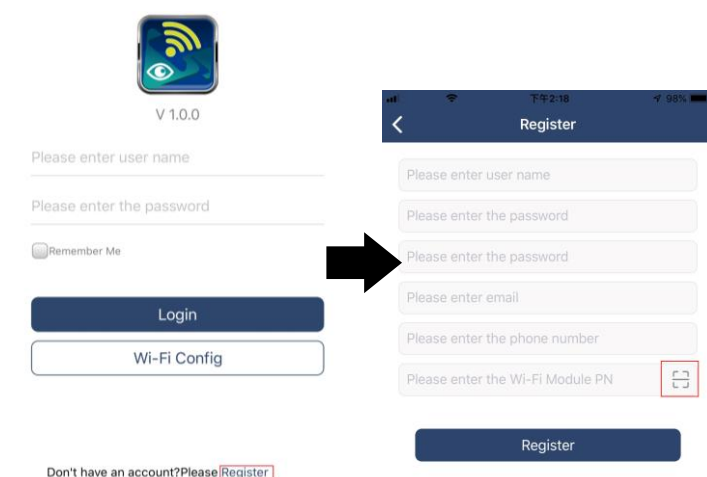 V 1.0.0
Please enter user name
Please enter the password
Remember Me
Login
Wi-Fi Config
Don't have an account?Please Register
下午2:18
98%
Register
Please enter user name
Please enter the password
Please enter the password
Please enter email
Please enter the phone number
Please enter the Wi-Fi Module PN
Register